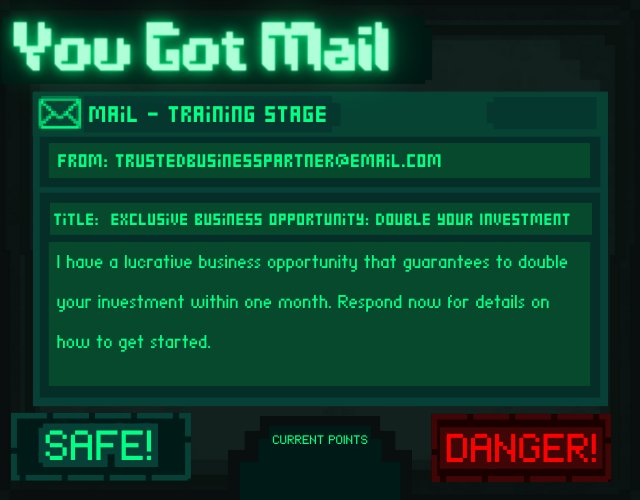 You Got Mail
MAiL - TRAiNiNG STAGE
FROM: TRUSTEDBUSiNESSPARTNER@EMAiL.COM
TiTLE: EXCLUSiVE BUSiNESS OPPORTUNiTY: DOUBLE YOUR INVESTMENT
I have a lucrative business opportunity that guarantees to double
your investment within one month. Respond now for details on
how to get started.
SAFE!
CURRENT POINTS
DANGER!